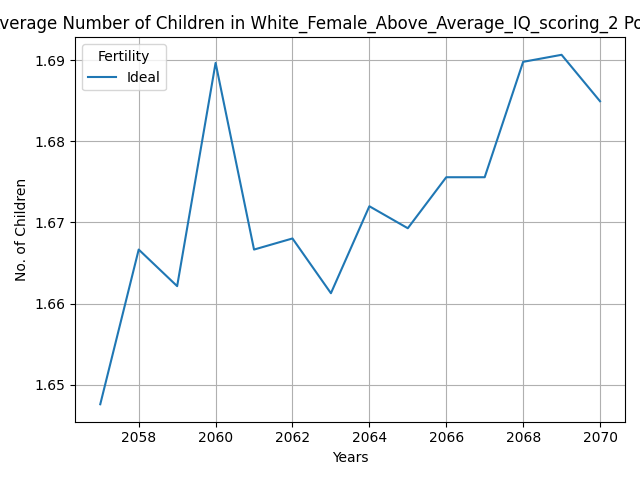 verage Number of Children in White_Female_Above_Average_IQ_scoring_2 Po
Fertility
Ideal
1.69
1.68
1.67
1.66
1.65
No. of Children
2058 2060 2062 2064 2066 2068 2070
Years